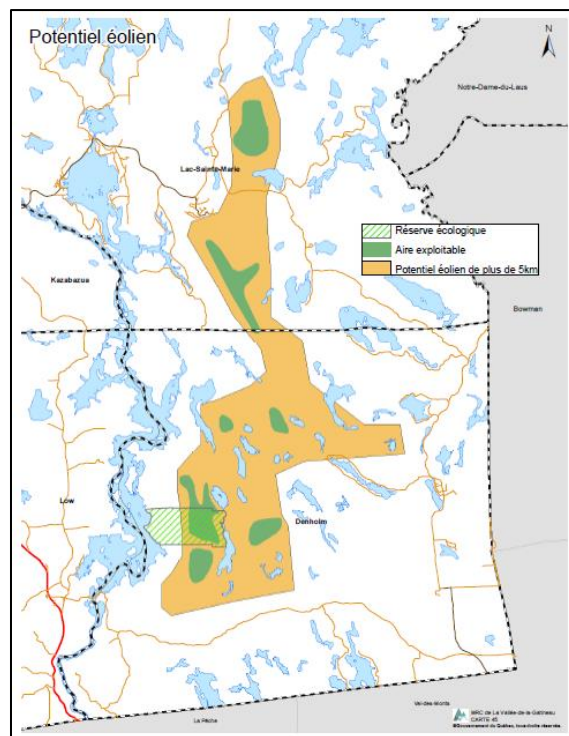 Potentiel éolien
N
Notre-Dame-du-Laus
Lac-Sainte-Marie
Réserve écologique
Aire exploitable
Potentiel éolien de plus de 5km
Kazabazua
Bowman
Low
Denholm
Val-des-Monts
La Pêche
MRC de La Vallée-de-la-Gatineau
CARTE 45
©Gouvernement du Québec, tous droits réservés.